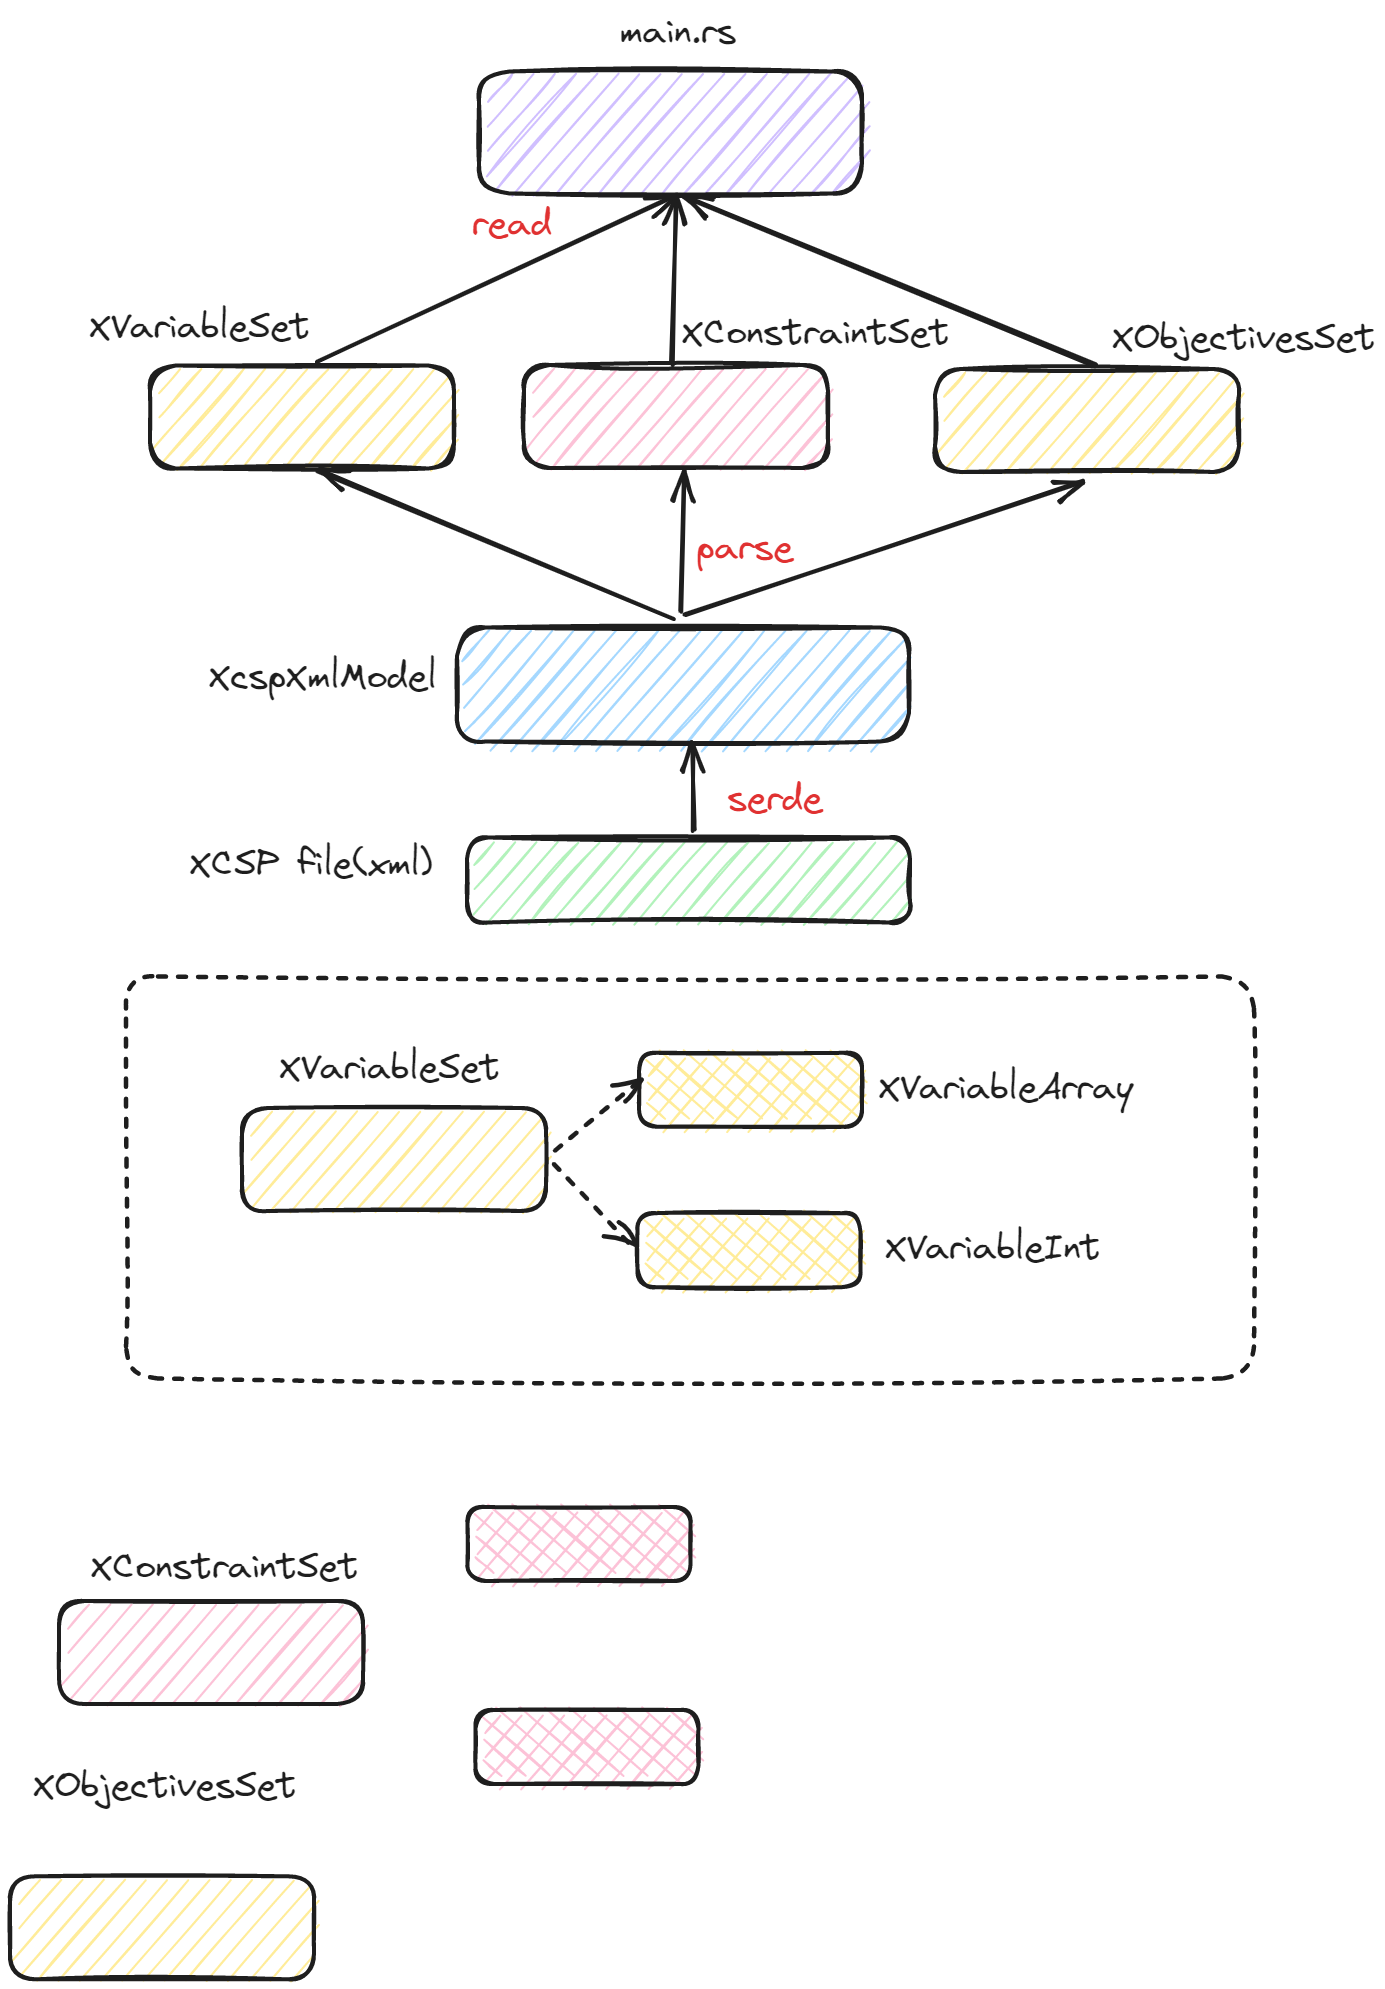 main.rs
read
XVariableSet
XConstraintSet
XObjectivesSet
parse
XcspXmlModel
serde
XCSP file(xml)
XVariableSet
XVariableArray
XVariableInt
XConstraintSet
XObjectivesSet